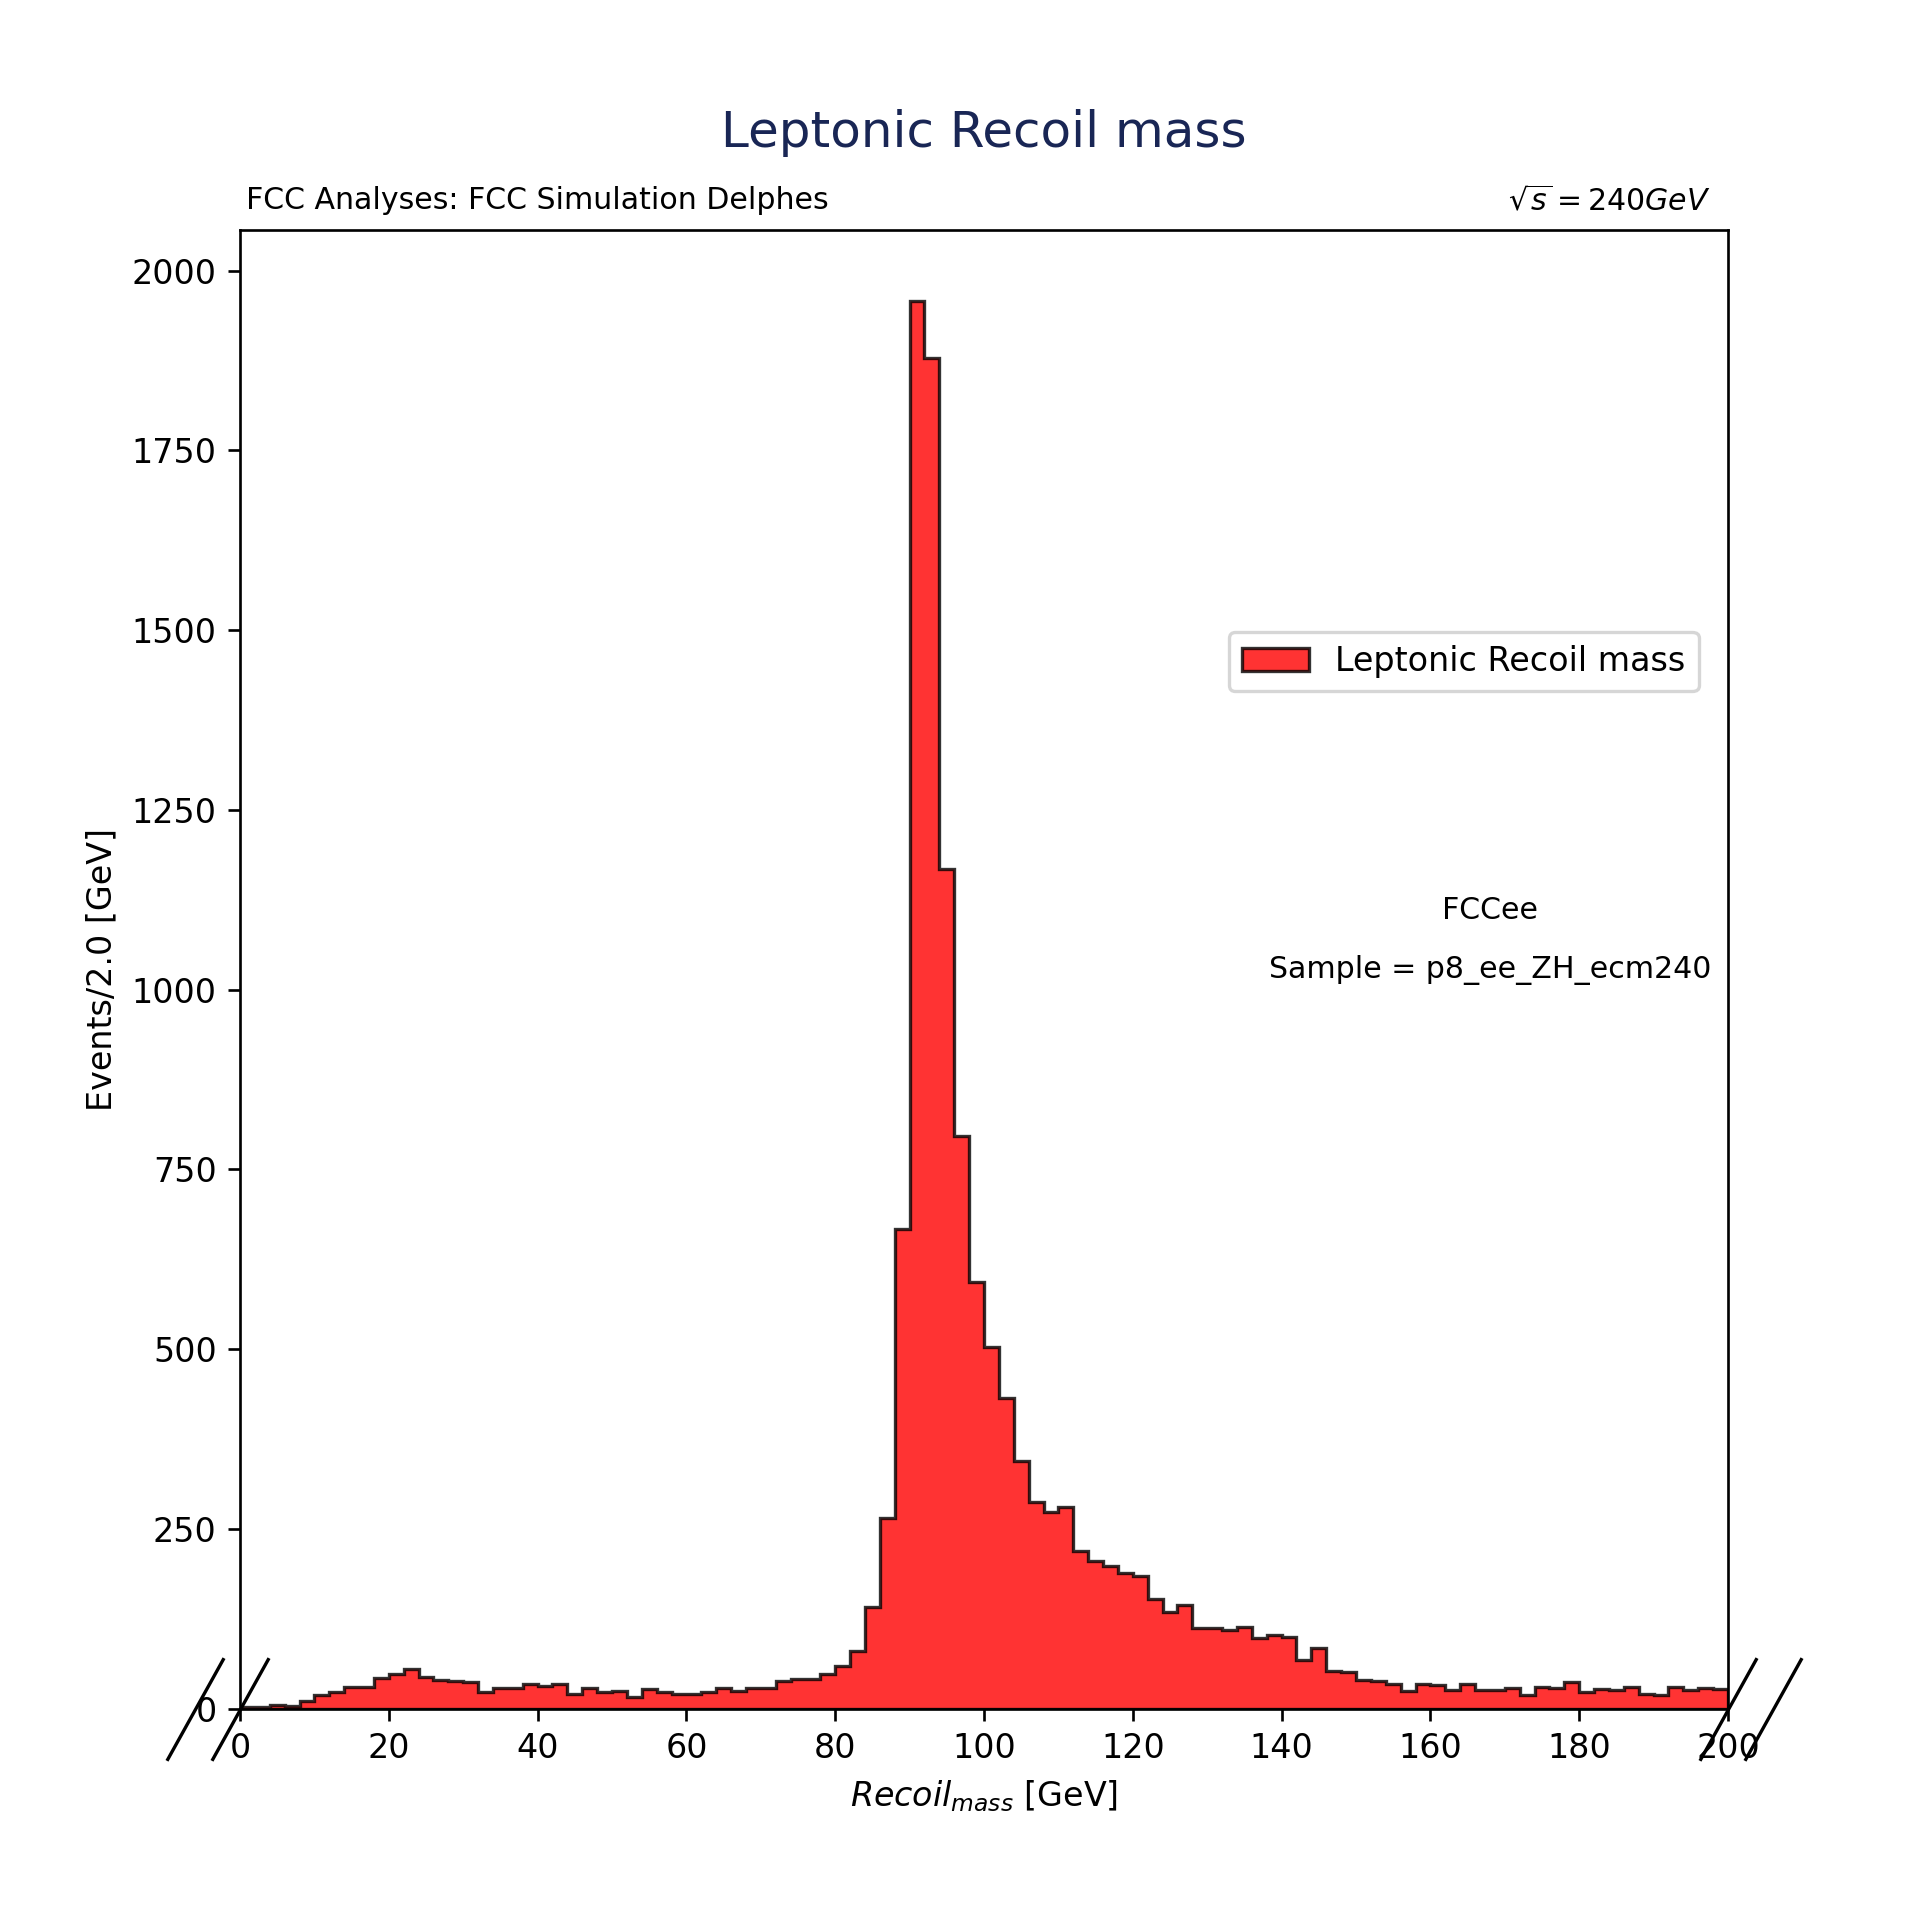 Leptonic Recoil mass
FCC Analyses: FCC Simulation Delphes
√s = 240GeV
2000
1750
1500
1250
1000
750
500
250
0
Events/2.0 [GeV]
Leptonic Recoil mass
FCCee
Sample = p8_ee_ZH_ecm240
0 20 40 60 80 100 120 140 160 180 200
Recoil_mass [GeV]